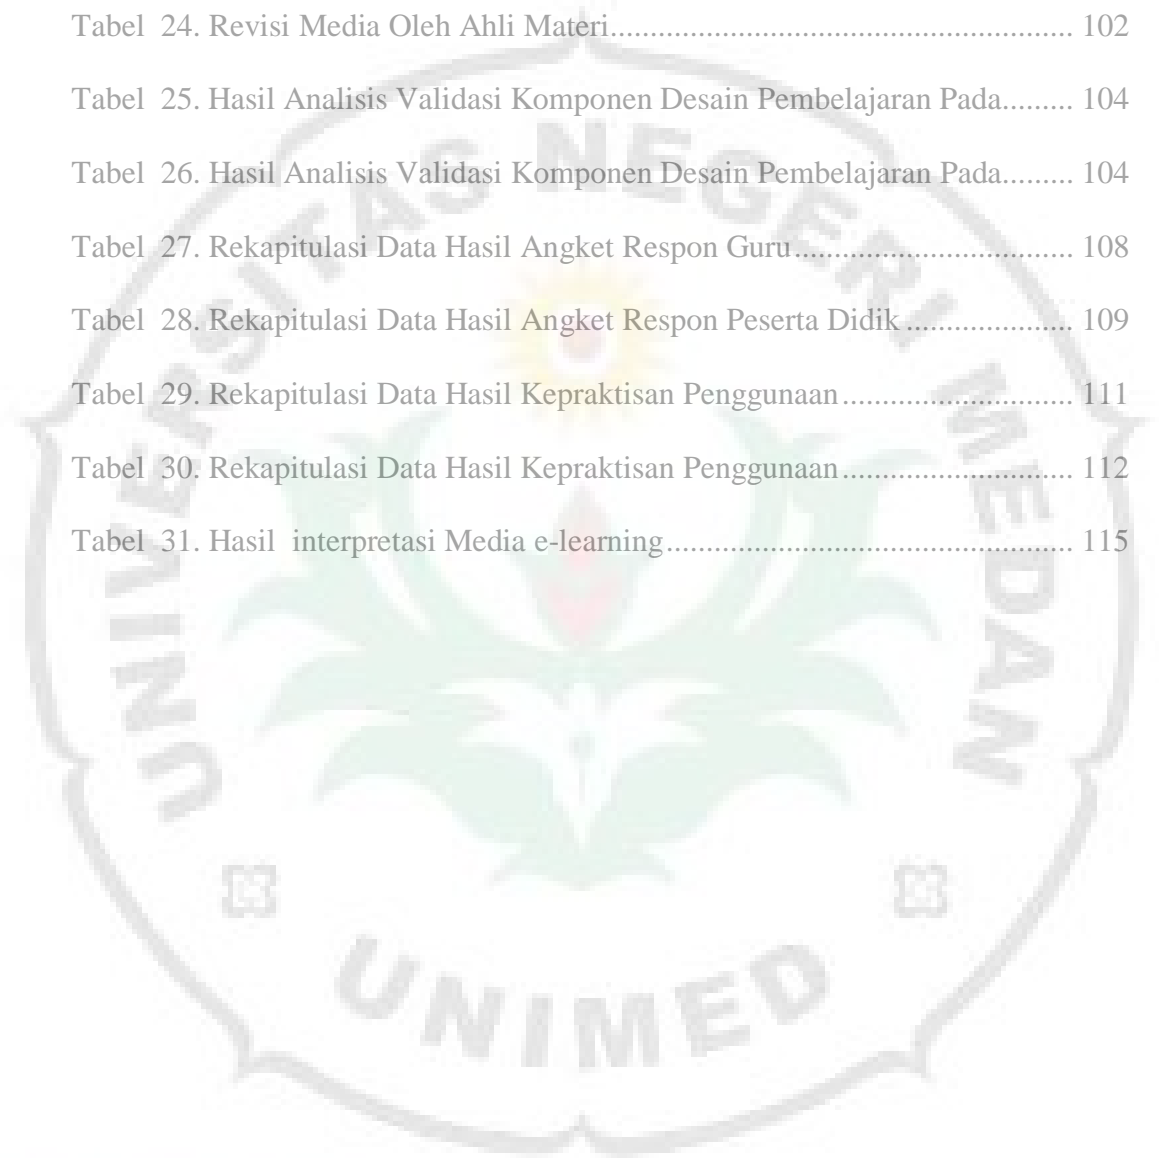 Tabel  24. Revisi Media Oleh Ahli Materi......................................................... 102
Tabel  25. Hasil Analisis Validasi Komponen Desain Pembelajaran Pada......... 104
Tabel  26. Hasil Analisis Validasi Komponen Desain Pembelajaran Pada......... 104
Tabel  27. Rekapitulasi Data Hasil Angket Respon Guru.................................. 108
Tabel  28. Rekapitulasi Data Hasil Angket Respon Peserta Didik .................... 109
Tabel  29. Rekapitulasi Data Hasil Kepraktisan Penggunaan............................ 111
Tabel  30. Rekapitulasi Data Hasil Kepraktisan Penggunaan............................ 112
Tabel  31. Hasil  interpretasi Media e-learning.................................................. 115
UNIVERSITAS NEGERI MEDAN
UNIMED